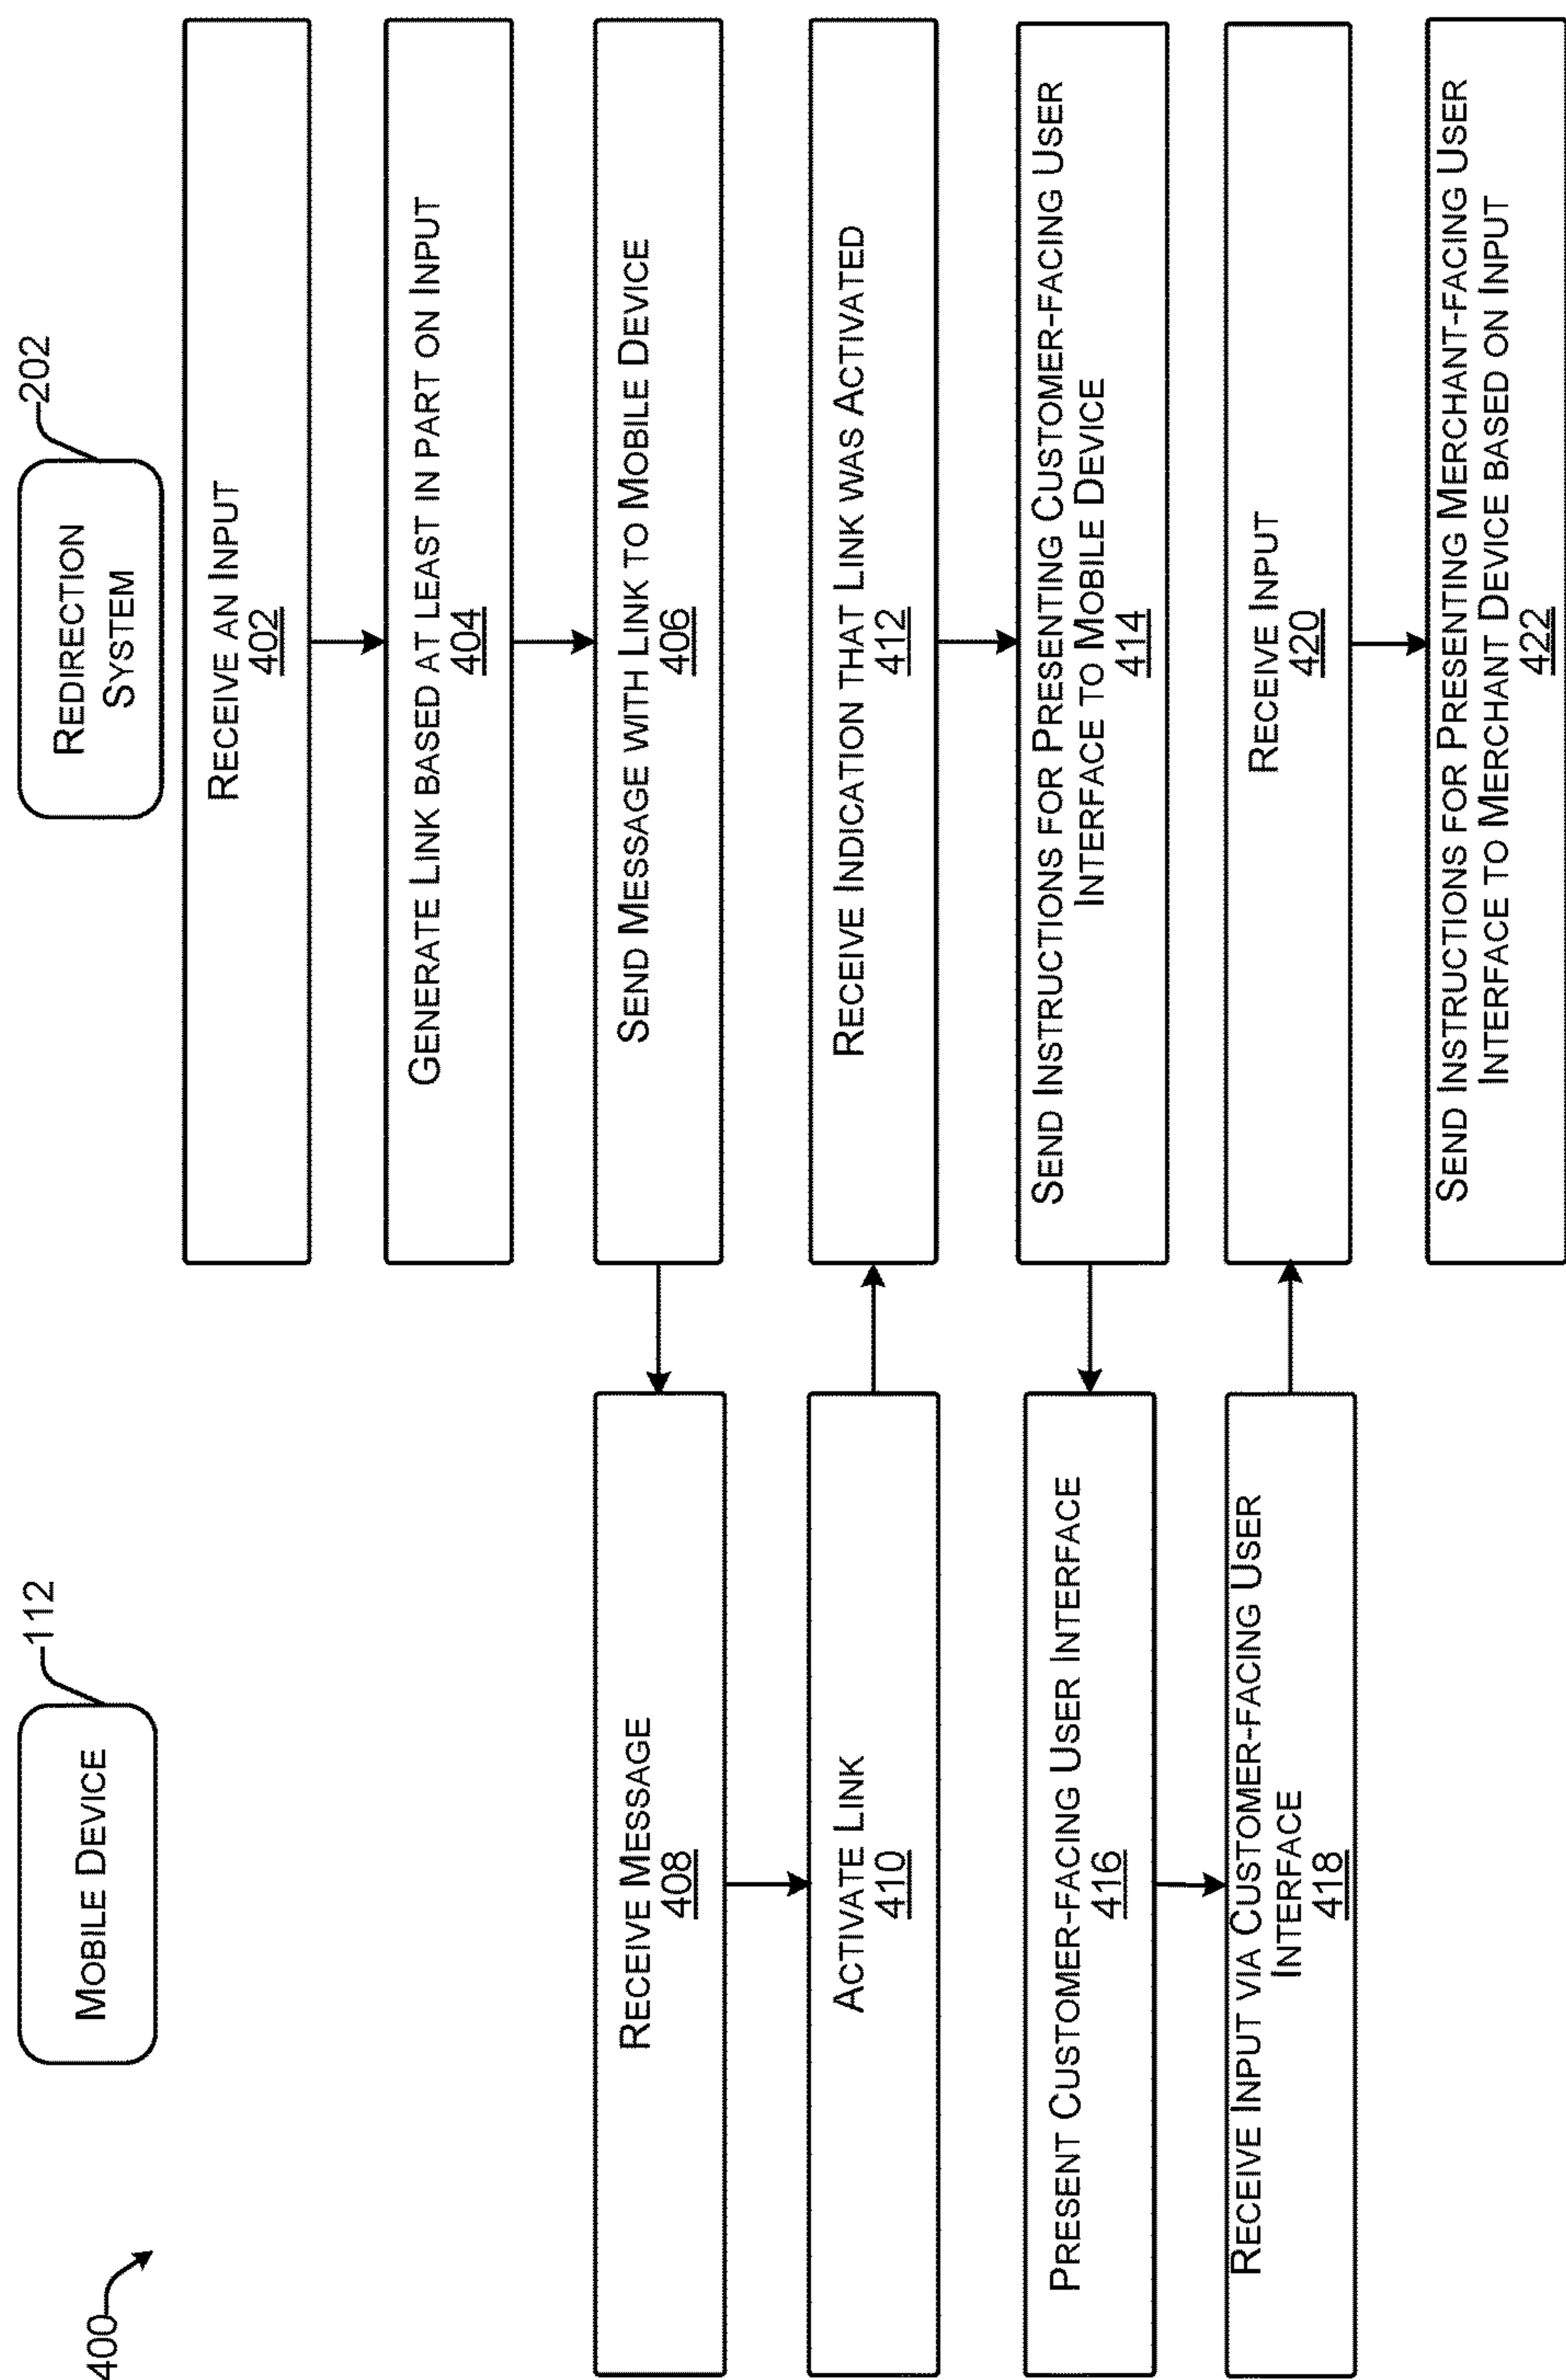 400
MOBILE DEVICE
112
REDIRECTION
SYSTEM
202
RECEIVE AN INPUT
402
GENERATE LINK BASED AT LEAST IN PART ON INPUT
404
SEND MESSAGE WITH LINK TO MOBILE DEVICE
406
RECEIVE MESSAGE
408
ACTIVATE LINK
410
RECEIVE INDICATION THAT LINK WAS ACTIVATED
412
SEND INSTRUCTIONS FOR PRESENTING CUSTOMER-FACING USER
INTERFACE TO MOBILE DEVICE
414
PRESENT CUSTOMER-FACING USER INTERFACE
416
RECEIVE INPUT VIA CUSTOMER-FACING USER
INTERFACE
418
RECEIVE INPUT
420
SEND INSTRUCTIONS FOR PRESENTING MERCHANT-FACING USER
INTERFACE TO MERCHANT DEVICE BASED ON INPUT
422